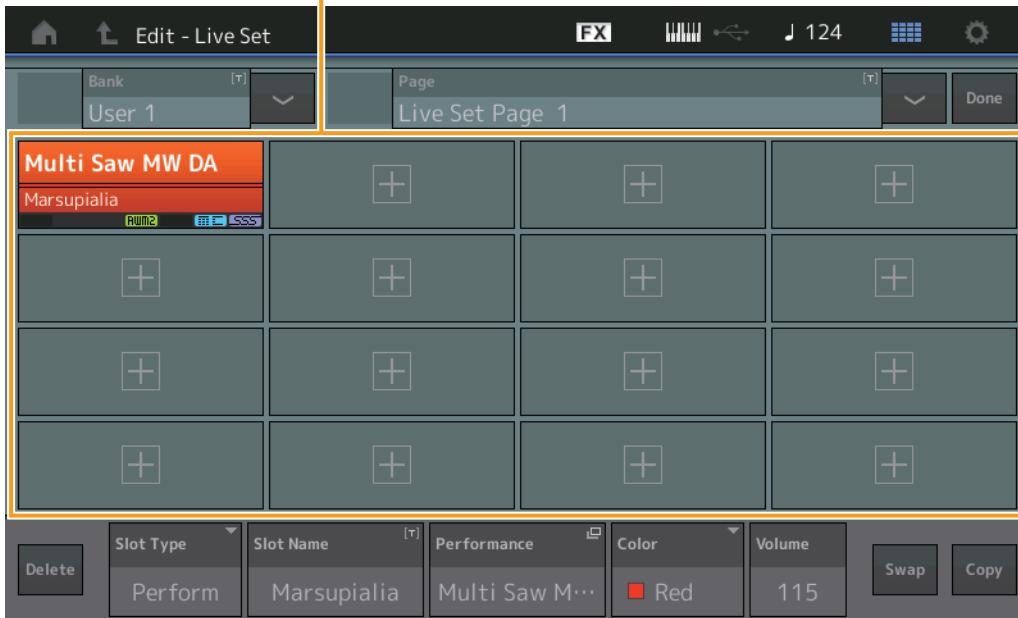 Edit - Live Set
FX
124
Bank
[T]
User 1
Page
[T]
Live Set Page 1
Done
Multi Saw MW DA
Marsupialia
AWM2
SSS
Delete
Slot Type
Perform
Slot Name
[T]
Marsupialia
Performance
Multi Saw M···
Color
Red
Volume
115
Swap
Copy